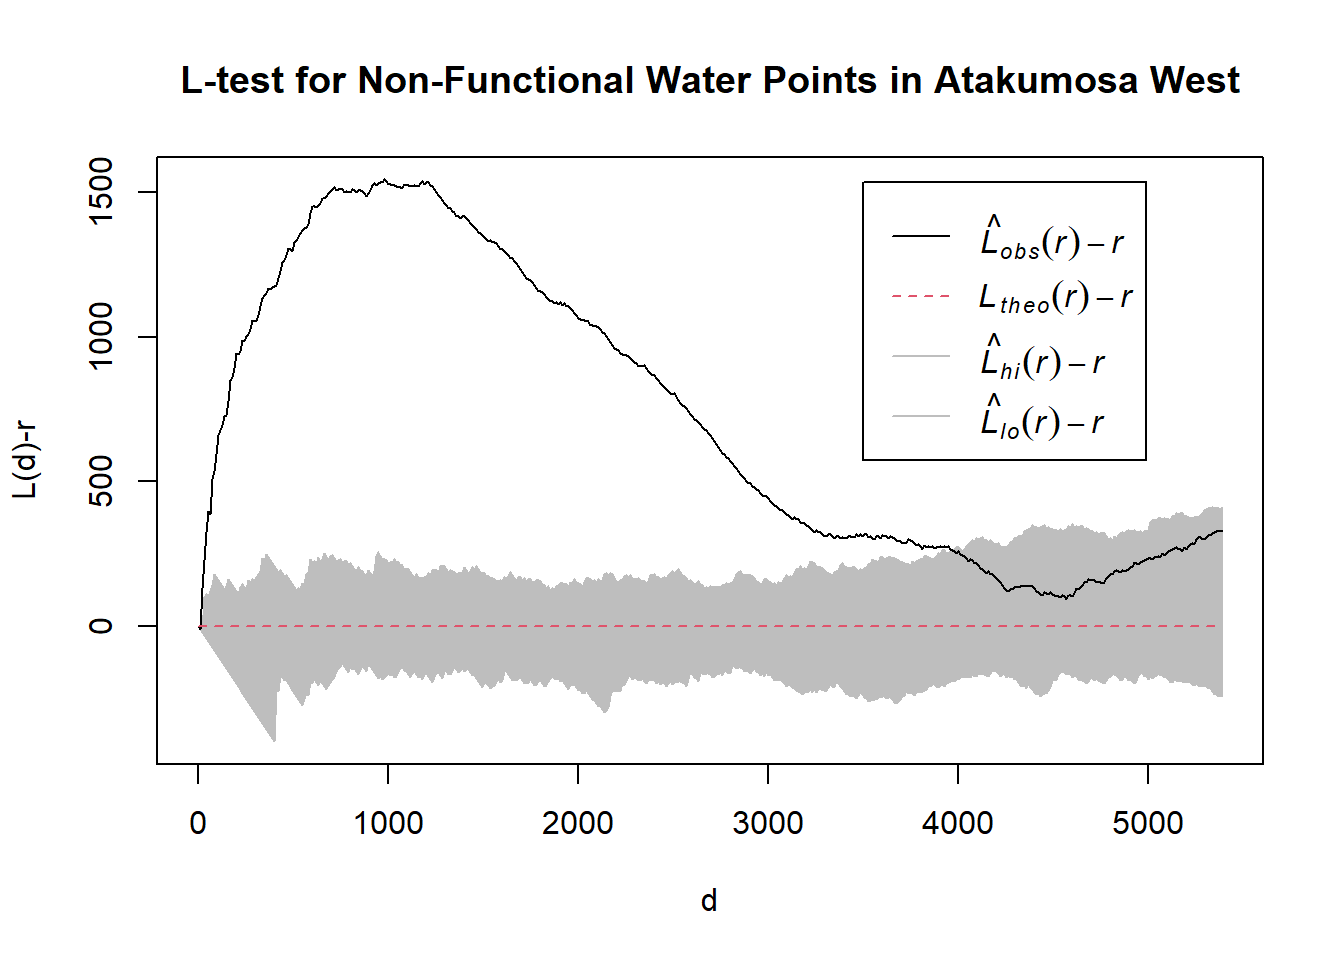 L-test for Non-Functional Water Points in Atakumosa West
L(d)-r
1500
1000
500
0
L̂obs(r) − r
Ltheo(r) − r
L̂hi(r) − r
L̂lo(r) − r
0 1000 2000 3000 4000 5000
d